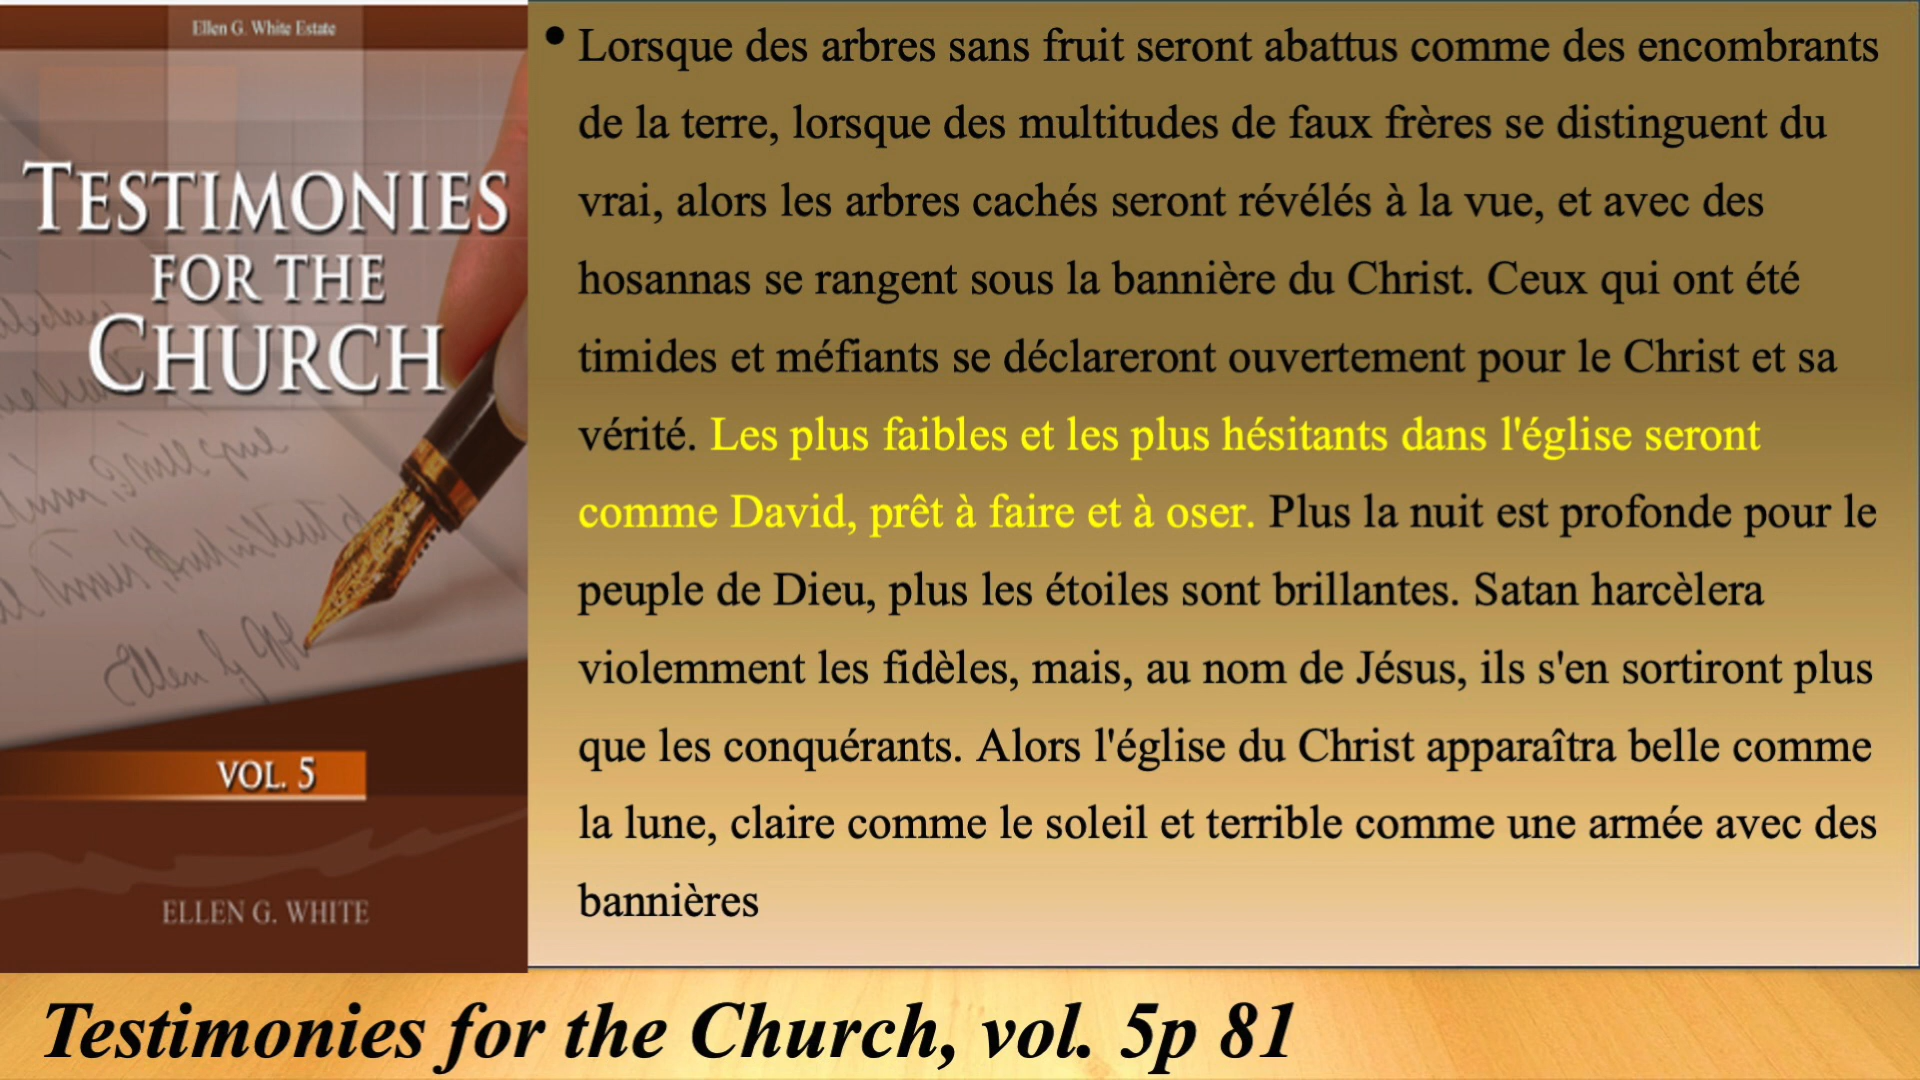 Ellen G. White Estate
TESTIMONIES
FOR THE
CHURCH
VOL. 5
ELLEN G. WHITE
• Lorsque des arbres sans fruit seront abattus comme des encombrants
de la terre, lorsque des multitudes de faux frères se distinguent du
vrai, alors les arbres cachés seront révélés à la vue, et avec des
hosannas se rangent sous la bannière du Christ. Ceux qui ont été
timides et méfiants se déclareront ouvertement pour le Christ et sa
vérité. Les plus faibles et les plus hésitants dans l'église seront
comme David, prêt à faire et à oser. Plus la nuit est profonde pour le
peuple de Dieu, plus les étoiles sont brillantes. Satan harcèlera
violemment les fidèles, mais, au nom de Jésus, ils s'en sortiront plus
que les conquérants. Alors l'église du Christ apparaîtra belle comme
la lune, claire comme le soleil et terrible comme une armée avec des
bannières
Testimonies for the Church, vol. 5p 81